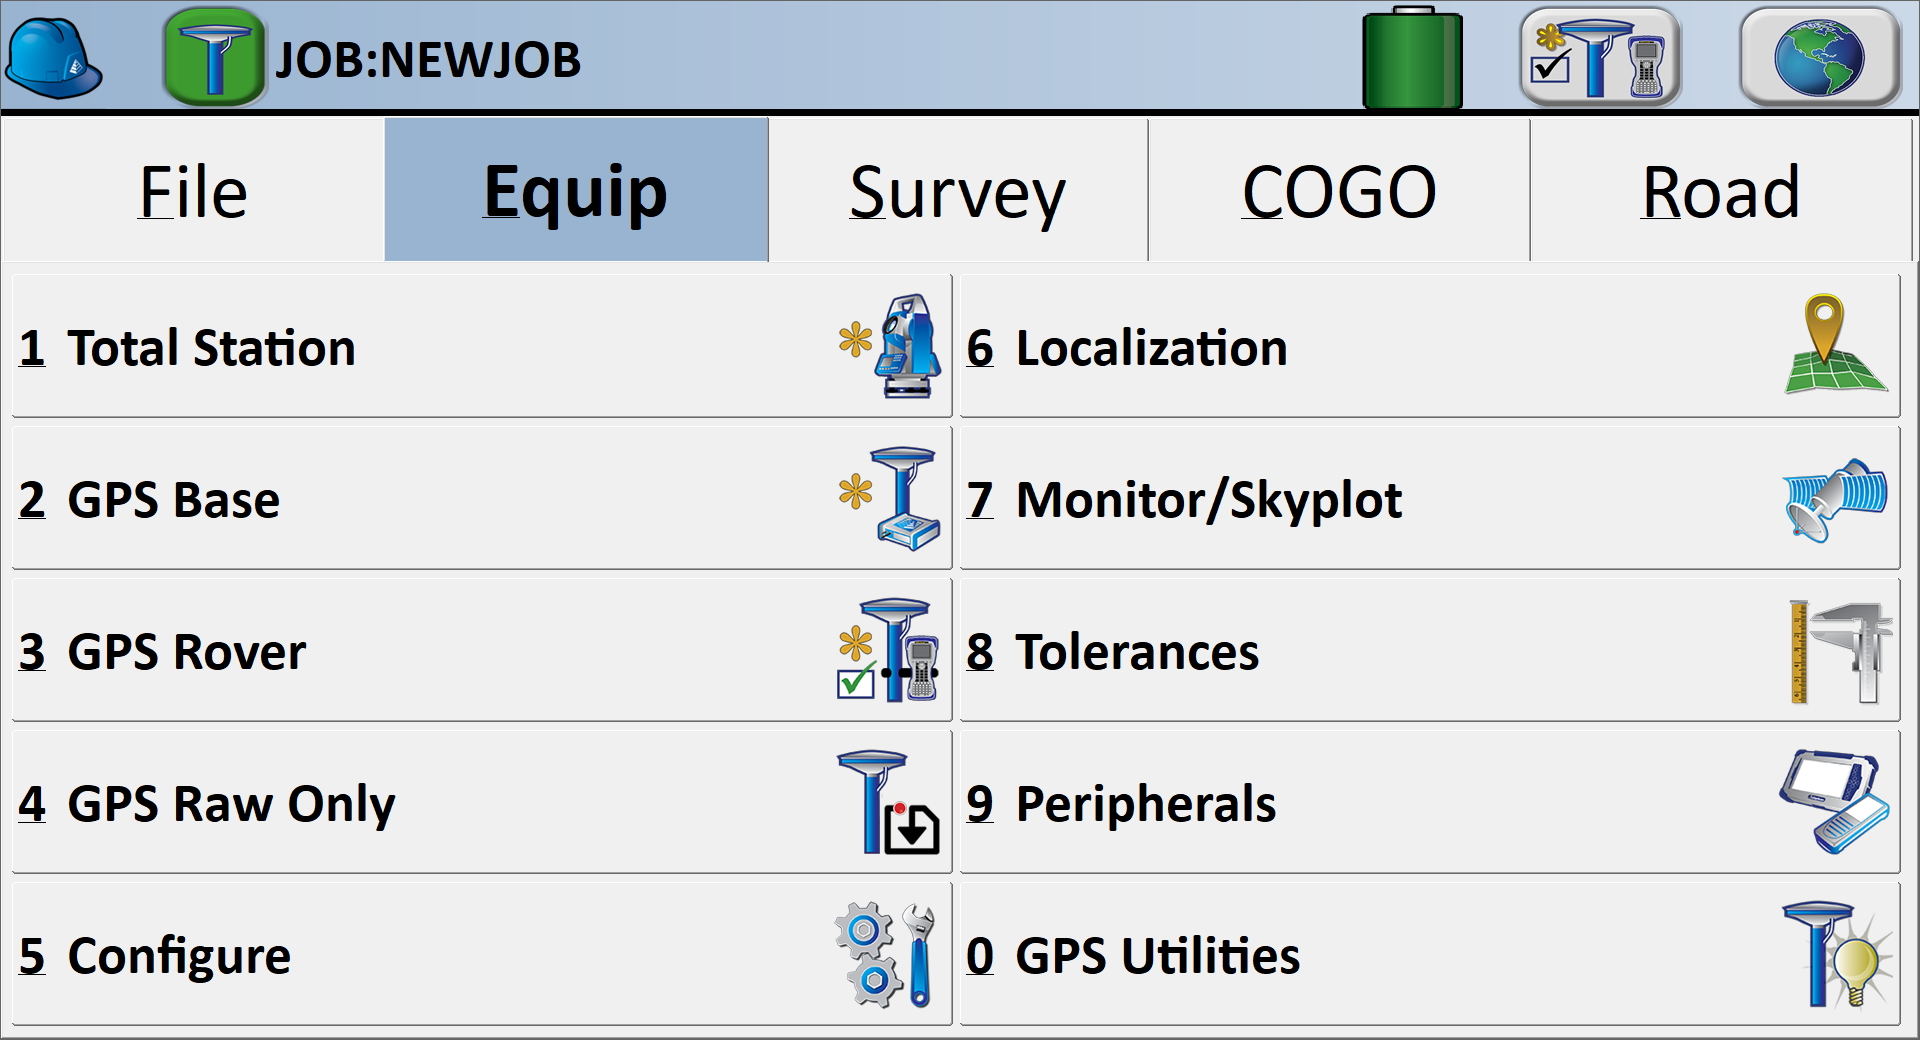 JOB:NEWJOB
File Equip Survey COGO Road
1 Total Station
2 GPS Base
3 GPS Rover
4 GPS Raw Only
5 Configure
6 Localization
7 Monitor/Skyplot
8 Tolerances
9 Peripherals
0 GPS Utilities